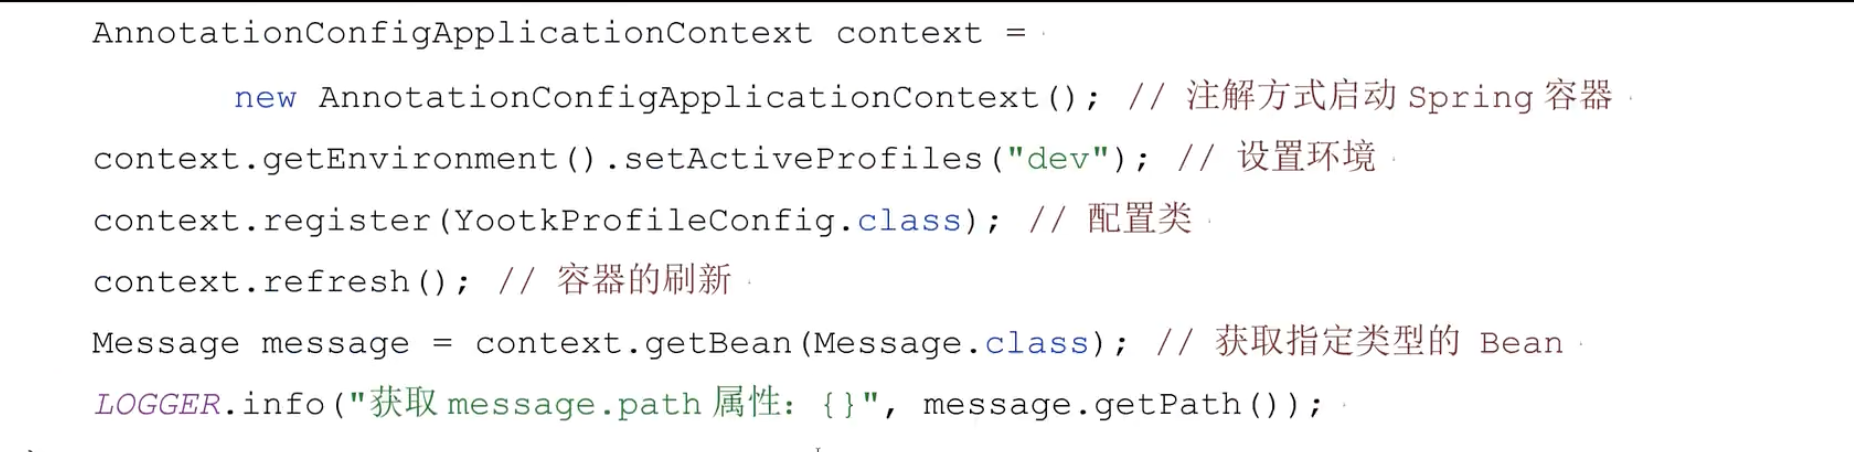 AnnotationConfigApplicationContext context =
new AnnotationConfigApplicationContext(); // 注解方式启动 Spring 容器
context.getEnvironment().setActiveProfiles("dev"); // 设置环境
context.register(YootkProfileConfig.class); // 配置类
context.refresh(); // 容器的刷新
Message message = context.getBean(Message.class); // 获取指定类型的 Bean
LOGGER.info("获取 message.path 属性：{}", message.getPath());